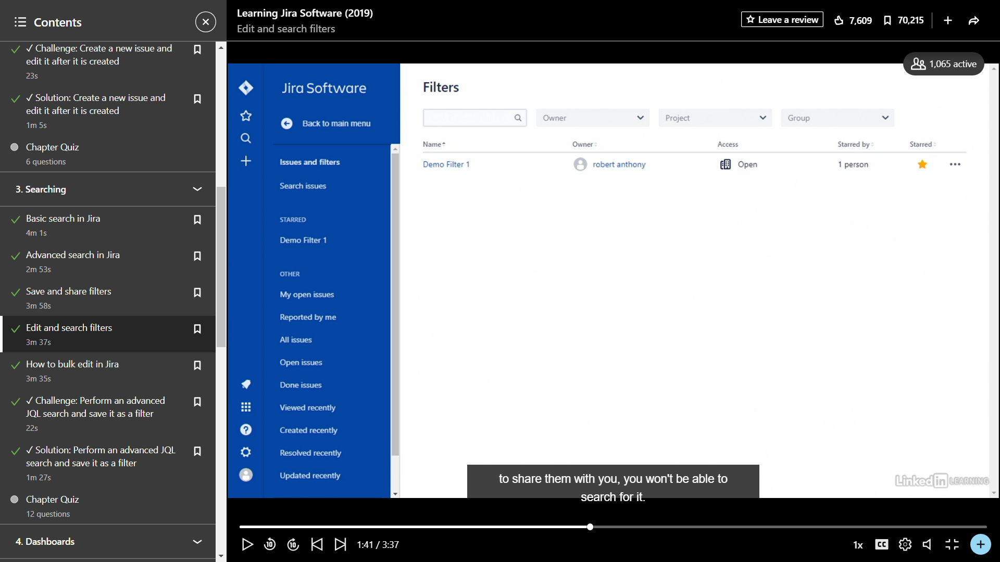 Contents
✓ Challenge: Create a new issue and
edit it after it is created
23s
✓ Solution: Create a new issue and
edit it after it is created
1m 5s
Chapter Quiz
6 questions
3. Searching
Basic search in Jira
4m 1s
Advanced search in Jira
2m 53s
Save and share filters
3m 58s
Edit and search filters
3m 37s
How to bulk edit in Jira
3m 35s
✓ Challenge: Perform an advanced
JQL search and save it as a filter
22s
✓ Solution: Perform an advanced JQL
search and save it as a filter
1m 27s
Chapter Quiz
12 questions
4. Dashboards
Learning Jira Software (2019)
Edit and search filters
Leave a review
7,609
70,215
1,065 active
Jira Software
Back to main menu
Issues and filters
Search issues
STARRED
Demo Filter 1
OTHER
My open issues
Reported by me
All issues
Open issues
Done issues
Viewed recently
Created recently
Resolved recently
Updated recently
Filters
Owner Project Group
Name Owner Access Starred by Starred
Demo Filter 1 robert anthony Open 1 person
to share them with you, you won't be able to
search for it.
LinkedIn LEARNING
10 10 1:41 / 3:37 1x CC